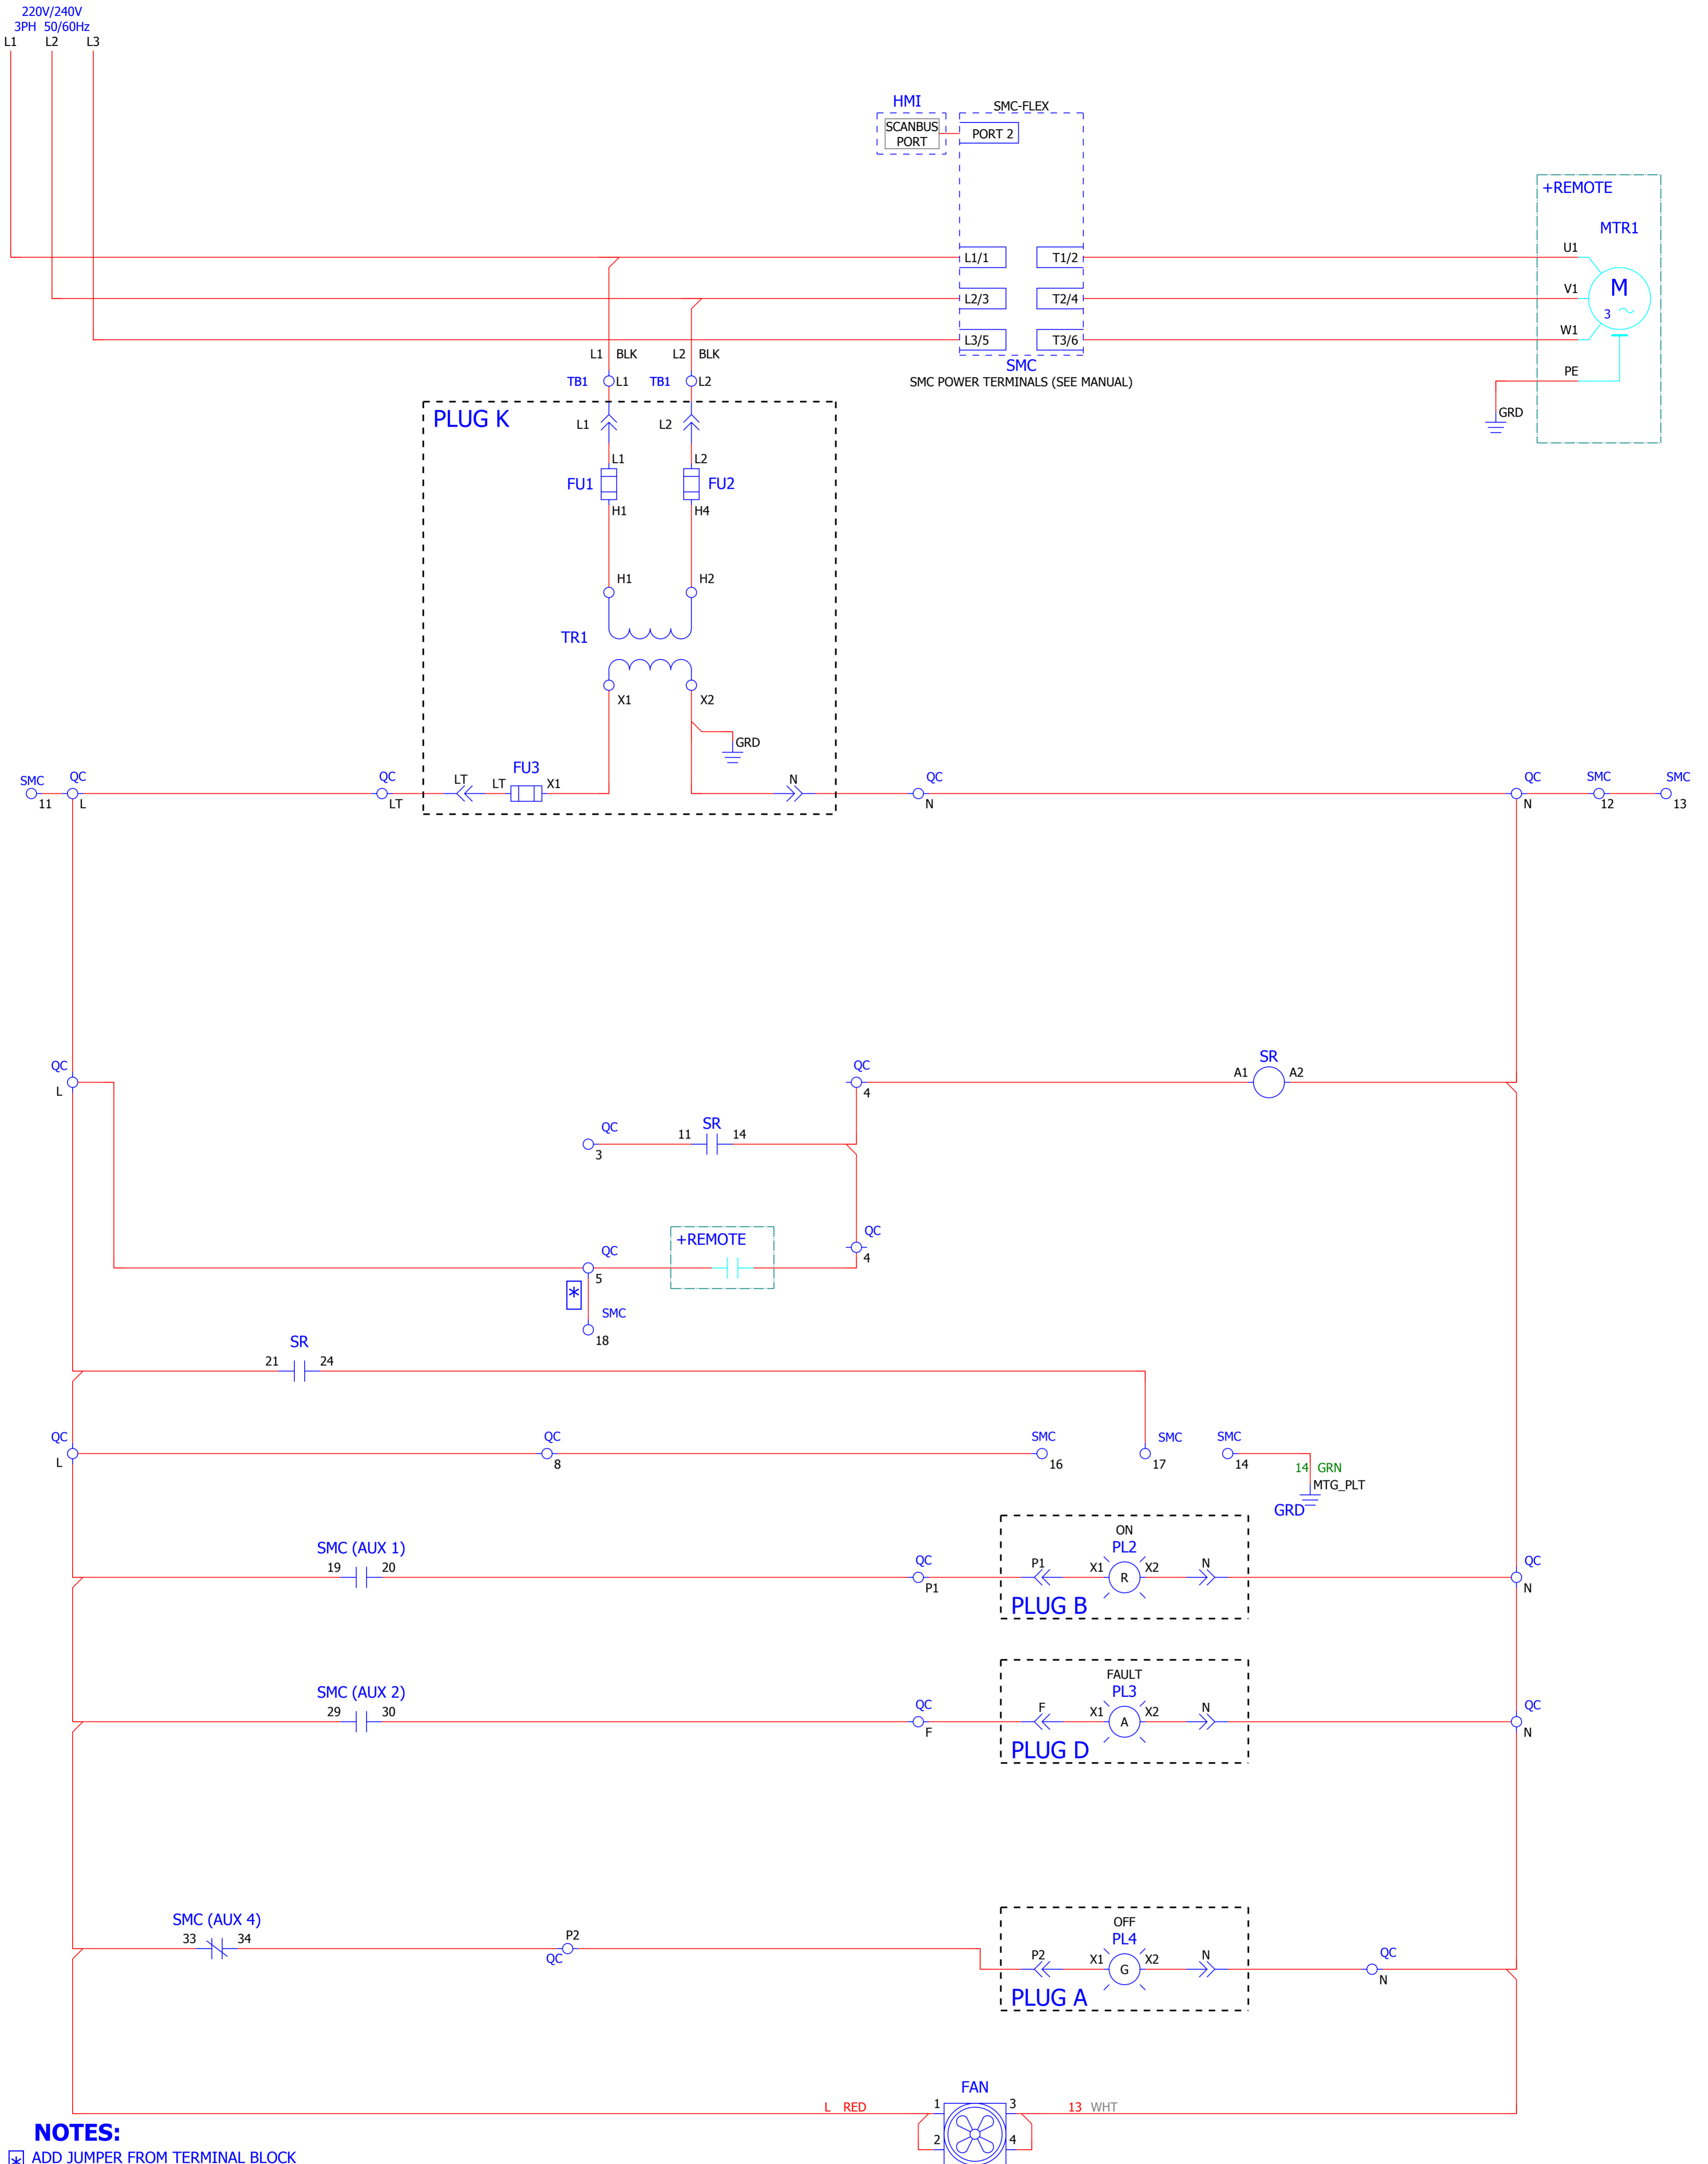 220V/240V
3PH 50/60Hz
L1 L2 L3
HMI
SCANBUS
PORT
SMC-FLEX
PORT 2
+REMOTE
MTR1
L1/1 T1/2 U1
L2/3 T2/4 V1
M
3
L3/5 T3/6 W1
L1 BLK L2 BLK
SMC
SMC POWER TERMINALS (SEE MANUAL)
PE
TB1 L1 TB1 L2
GRD
PLUG K
L1 L2
L1 L2
FU1 FU2
H1 H4
H1 H2
TR1
X1 X2
GRD
SMC QC QC LT LT FU3 X1 N QC QC SMC SMC
11 L LT N N 12 13
QC QC SR
L 4 A1 A2
QC 11 SR 14
3
QC
4
QC +REMOTE
5
*
SMC
18
SR
21 24
QC QC SMC SMC SMC
L 8 16 17 14
14 GRN
MTG_PLT
GRD
SMC (AUX 1)
19 20
QC
P1
ON
PL2
P1 X1 R X2 N
PLUG B
QC
N
SMC (AUX 2)
29 30
QC
F
FAULT
PL3
F X1 A X2 N
PLUG D
QC
N
SMC (AUX 4)
33 34
P2
QC
OFF
PL4
P2 X1 G X2 N
PLUG A
QC
N
FAN
L RED 1 3 13 WHT
2 4
NOTES:
* ADD JUMPER FROM TERMINAL BLOCK